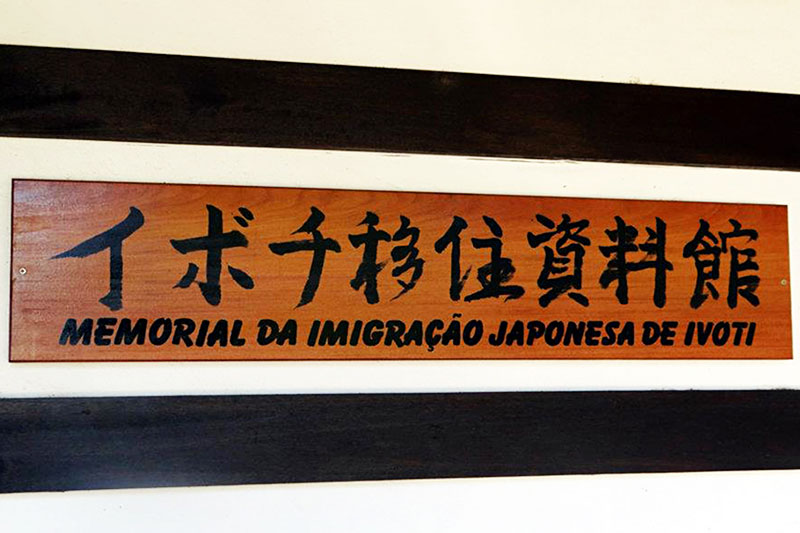 イボチ移住資料館
MEMORIAL DA IMIGRAÇÃO JAPONESA DE IVOTI